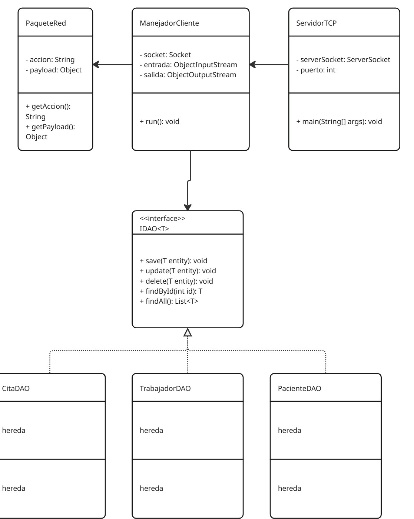 PaqueteRed
- accion: String
- payload: Object
+ getAccion():
String
+ getPayload():
Object
ManejadorCliente
- socket: Socket
- entrada: ObjectInputStream
- salida: ObjectOutputStream
+ run(): void
ServidorTCP
- serverSocket: ServerSocket
- puerto: int
+ main(String[] args): void
<<interface>>
IDAO<T>
+ save(T entity): void
+ update(T entity): void
+ delete(T entity): void
+ findById(int id): T
+ findAll(): List<T>
CitaDAO
hereda
hereda
TrabajadorDAO
hereda
hereda
PacienteDAO
hereda
hereda